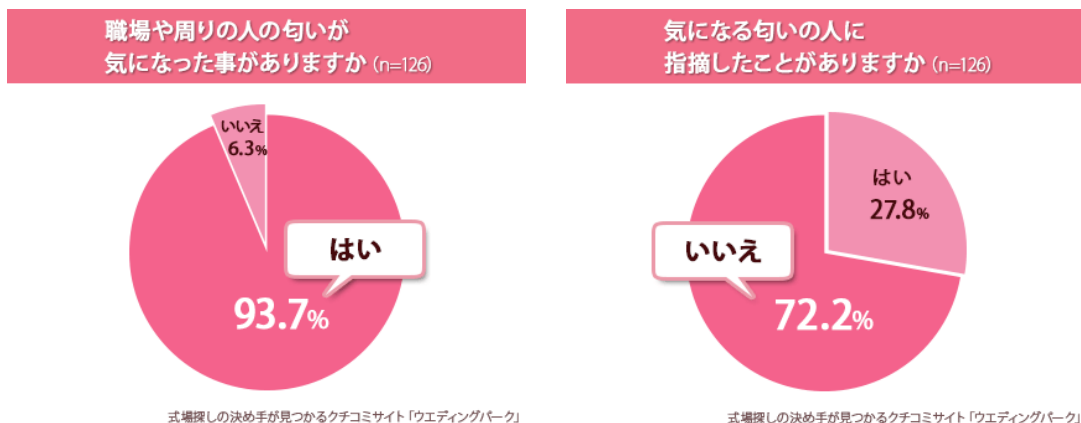 職場や周りの人の匂いが
気になった事がありますか (n=126)
いいえ
6.3%
はい
93.7%
式場探しの決め手が見つかるクチコミサイト「ウエディングパーク」
気になる匂いの人に
指摘したことがありますか (n=126)
はい
27.8%
いいえ
72.2%
式場探しの決め手が見つかるクチコミサイト「ウエディングパーク」